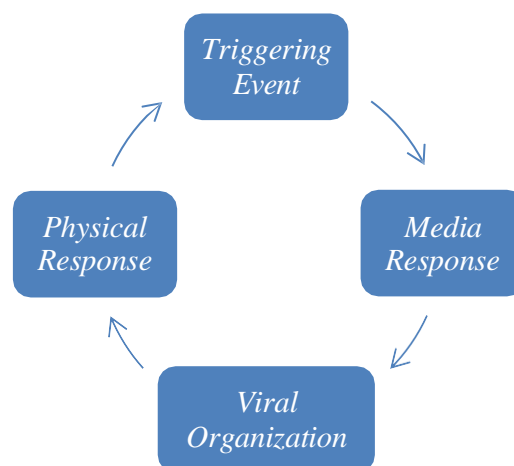 Triggering
Event
Media
Response
Viral
Organization
Physical
Response